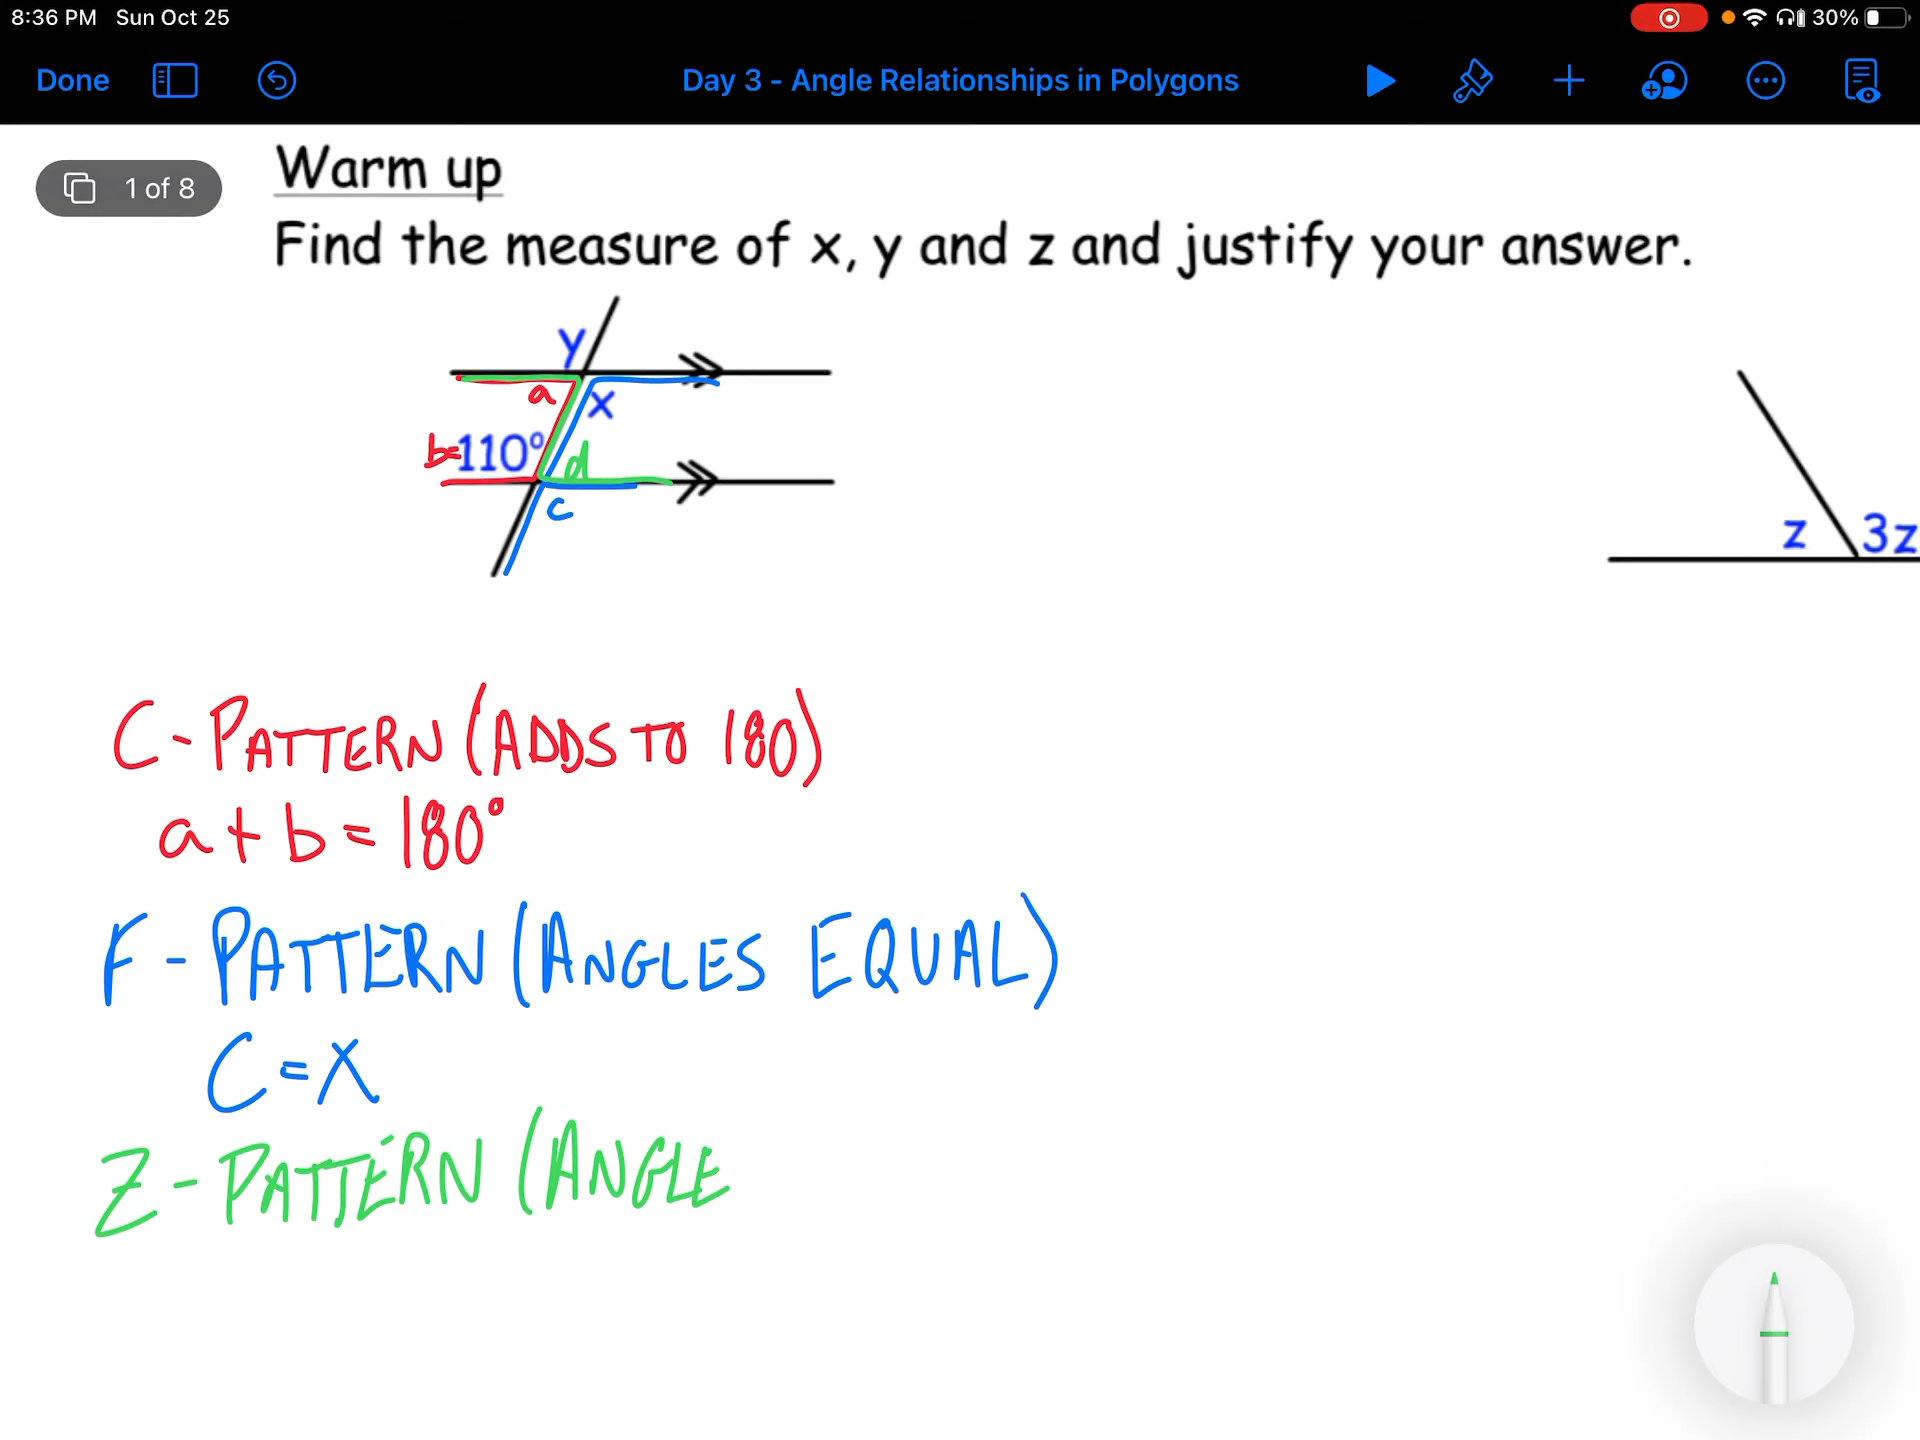 8:36 PM Sun Oct 25
30%
Done
Day 3 - Angle Relationships in Polygons
1 of 8
Warm up
Find the measure of x, y and z and justify your answer.
y
a
x
b=110°
d
c
z 3z
C-PATTERN (ADDS TO 180)
a + b = 180°
F - PATTERN (ANGLES EQUAL)
C = X
Z - PATTERN (ANGLE